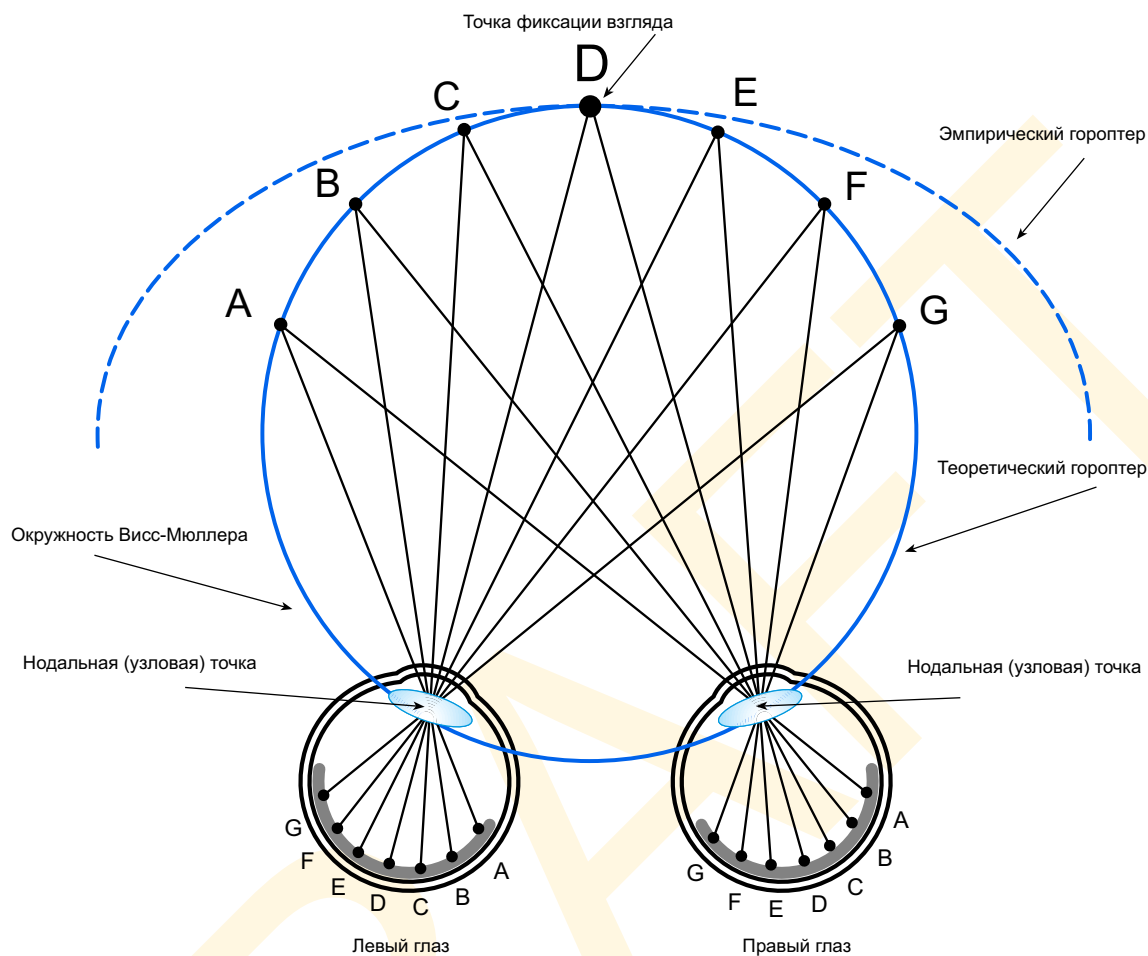 Точка фиксации взгляда
D
C
E
Эмпирический гороптер
B
F
A
G
Теоретический гороптер
Окружность Висс-Мюллера
Нодальная (узловая) точка
Нодальная (узловая) точка
G
F
E
D
C
B
A
G
F
E
D
C
B
A
Левый глаз
Правый глаз